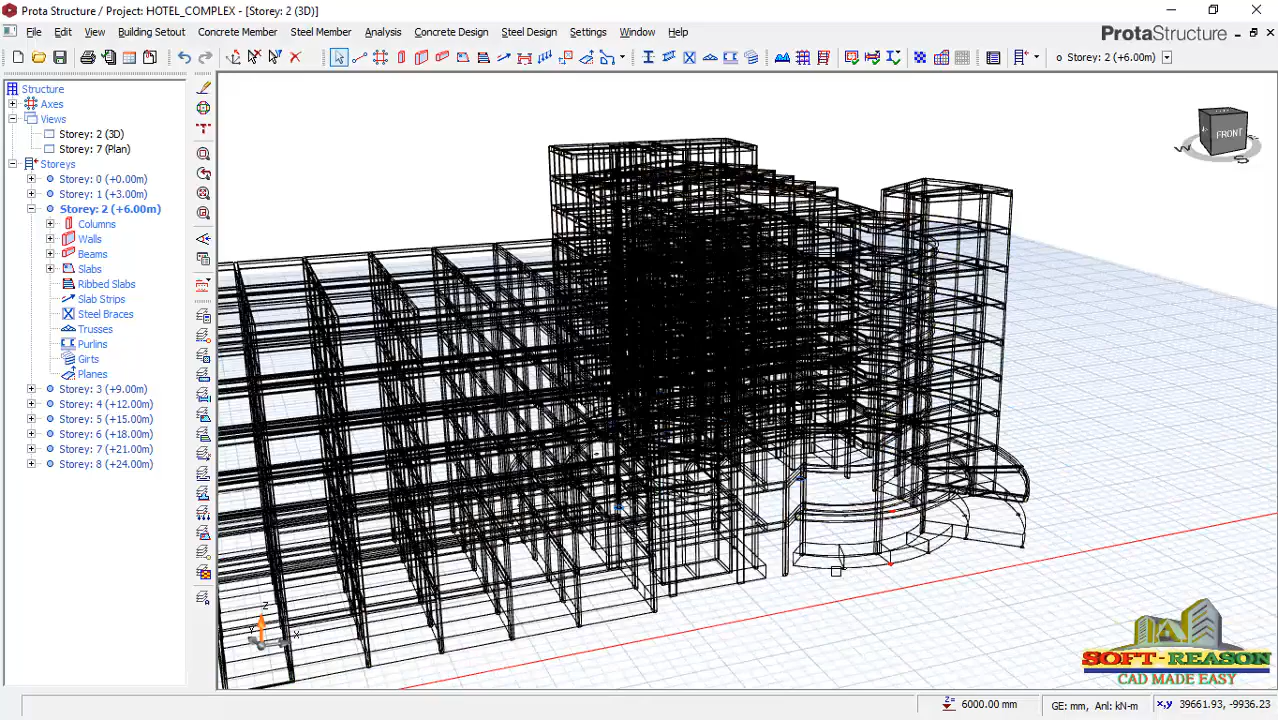 Prota Structure / Project: HOTEL_COMPLEX - [Storey: 2 (3D)]
File Edit View Building Setout Concrete Member Steel Member Analysis Concrete Design Steel Design Settings Window Help
ProtaStructure
o Storey: 2 (+6.00m)
Structure
Axes
Views
Storey: 2 (3D)
Storey: 7 (Plan)
Storeys
Storey: 0 (+0.00m)
Storey: 1 (+3.00m)
Storey: 2 (+6.00m)
Columns
Walls
Beams
Slabs
Ribbed Slabs
Slab Strips
Steel Braces
Trusses
Purlins
Girts
Planes
Storey: 3 (+9.00m)
Storey: 4 (+12.00m)
Storey: 5 (+15.00m)
Storey: 6 (+18.00m)
Storey: 7 (+21.00m)
Storey: 8 (+24.00m)
FRONT
Z
Y
X
SOFT-REASON
CAD MADE EASY
Z= 6000.00 mm
GE: mm, Anl: kN-m
x,y 39661.93, -9936.23